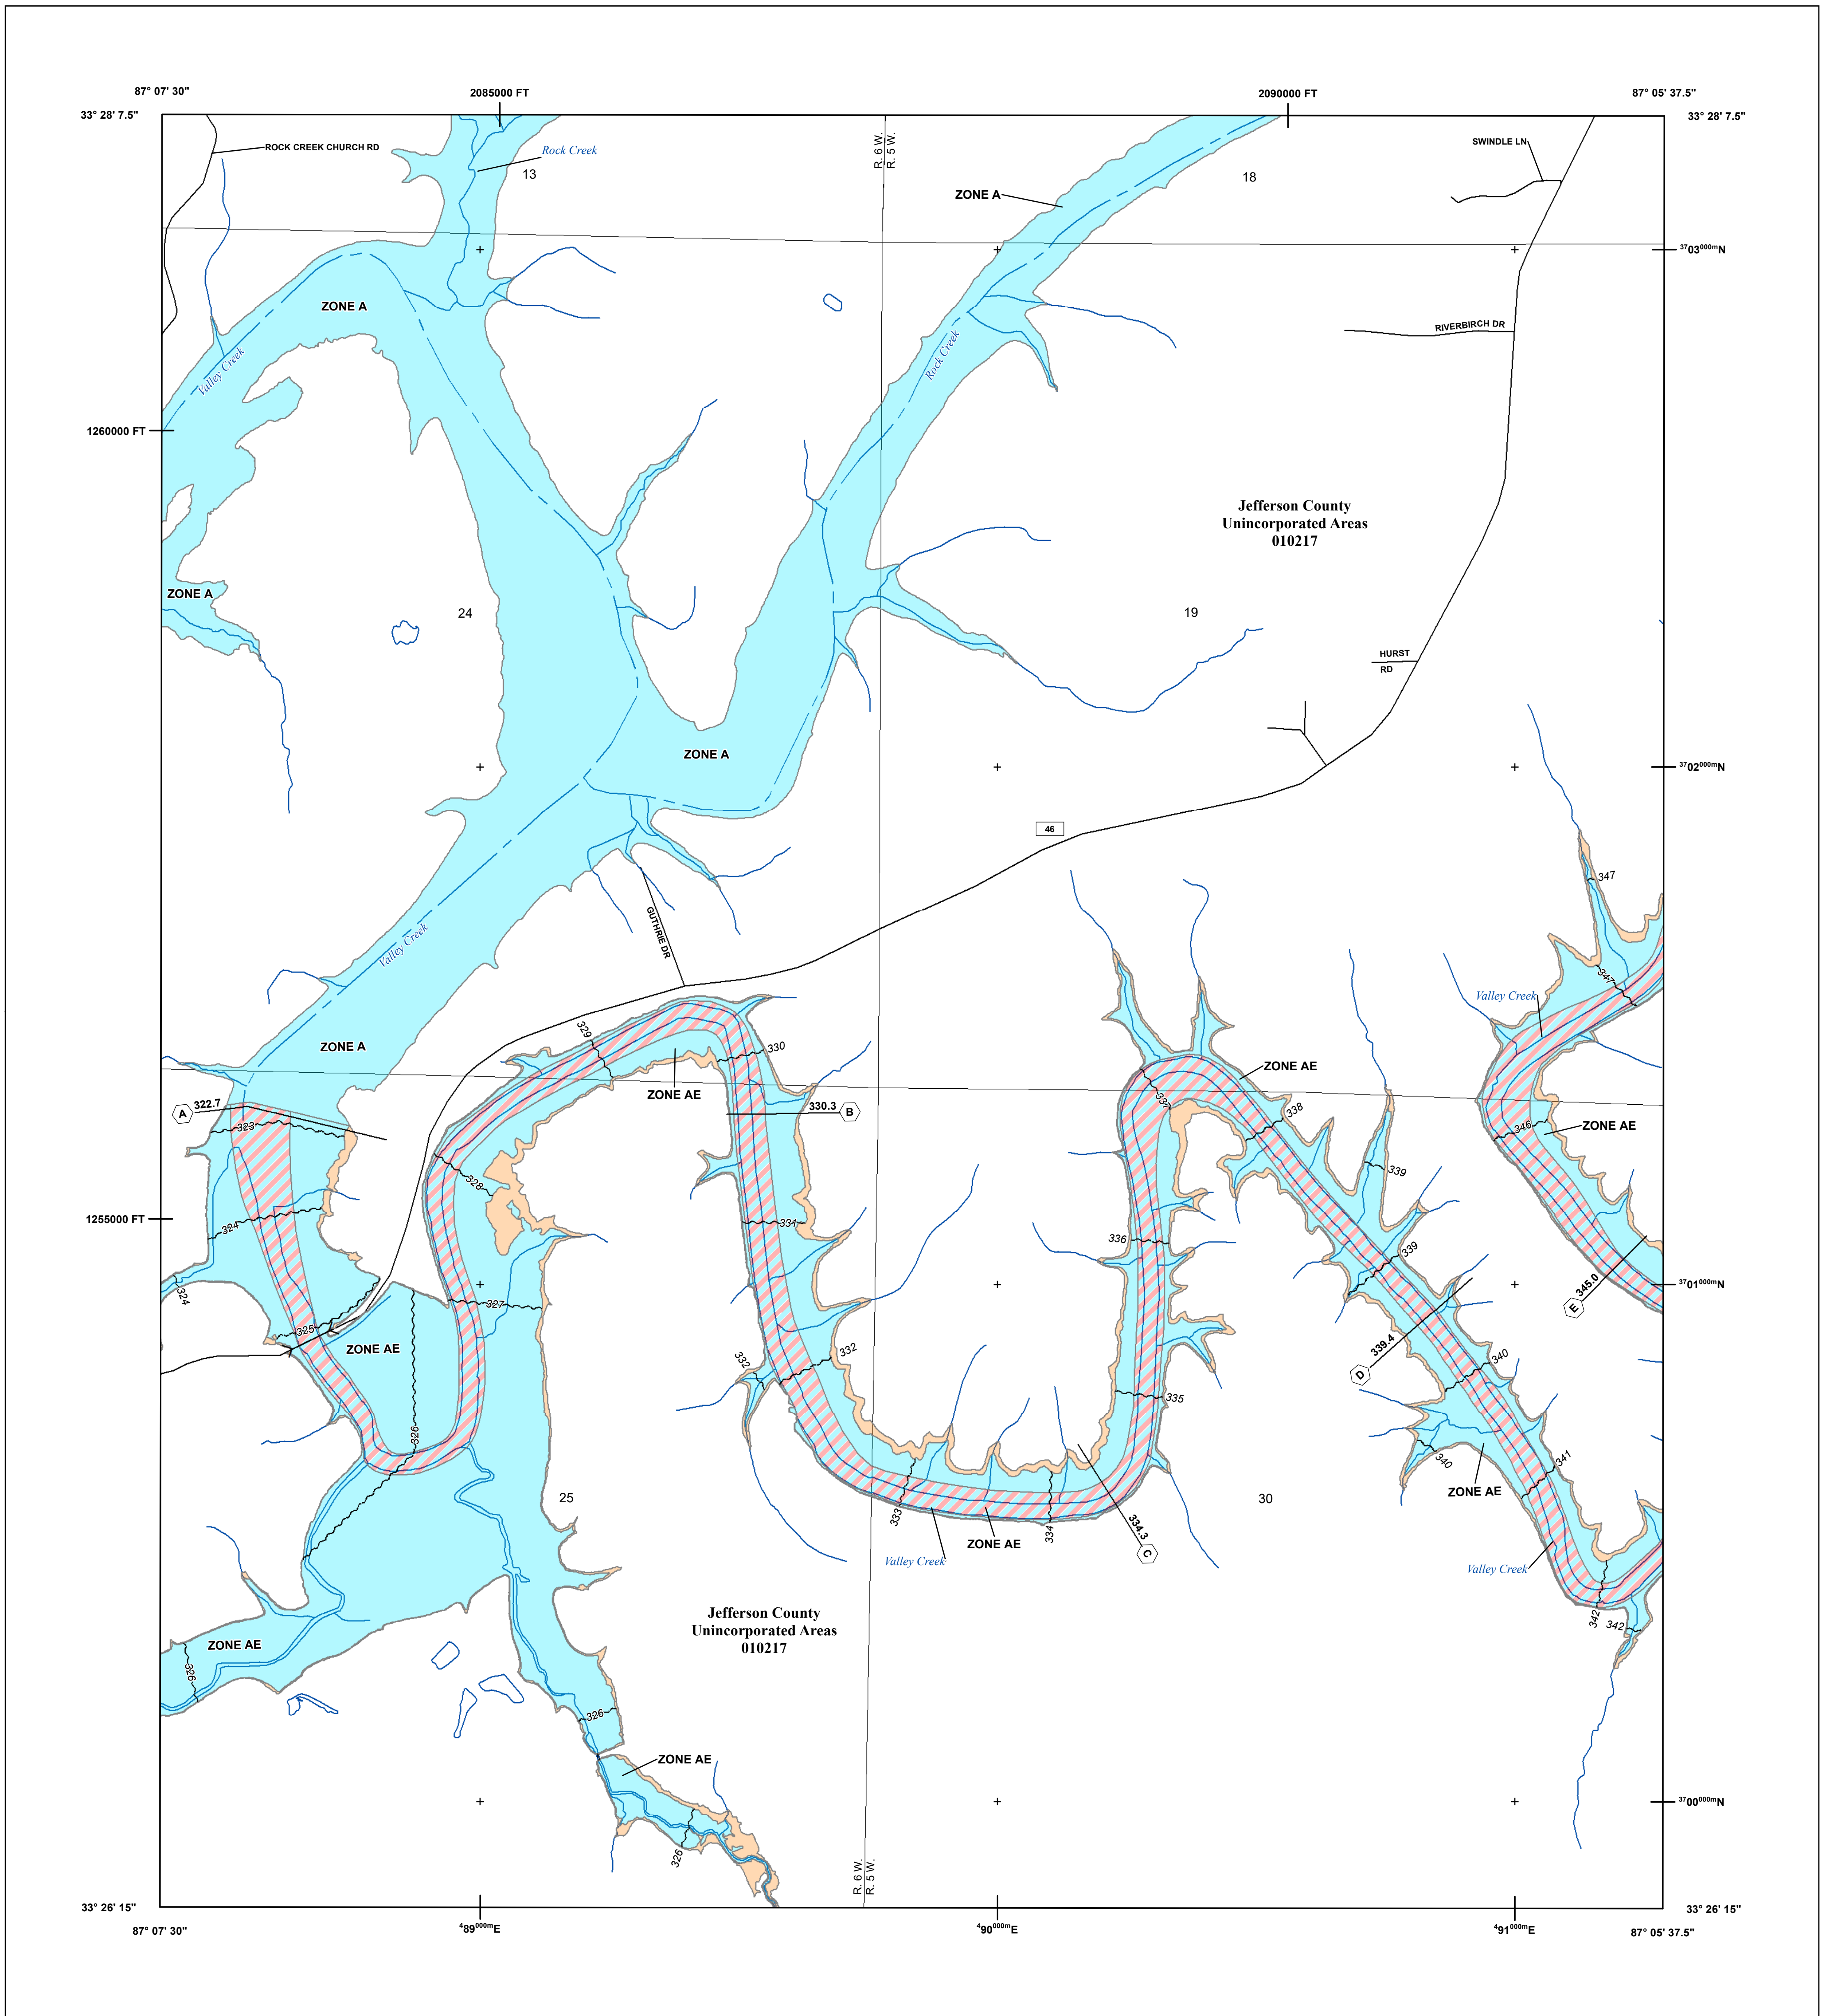 87° 07' 30"
2085000 FT
2090000 FT
87° 05' 37.5"
33° 28' 7.5"
33° 28' 7.5"
ROCK CREEK CHURCH RD
Rock Creek
13
R. 6 W.
R. 5 W.
SWINDLE LN
18
ZONE A
3703000mN
ZONE A
RIVERBIRCH DR
Valley Creek
Rock Creek
1260000 FT
Jefferson County
Unincorporated Areas
010217
ZONE A
24
19
HURST
RD
ZONE A
3702000mN
46
347
GUTHRIE DR
Valley Creek
347
Valley Creek
329
ZONE A
330
ZONE AE
ZONE AE
337
A
322.7
330.3
B
338
323
346
ZONE AE
328
339
1255000 FT
324
331
336
339
324
327
3701000mN
345.0
E
325
ZONE AE
332
332
339.4
D
340
335
326
340
341
25
30
ZONE AE
333
334
334.3
C
ZONE AE
Valley Creek
Valley Creek
Jefferson County
Unincorporated Areas
010217
342
342
ZONE AE
326
326
ZONE AE
3700000mN
326
R. 6 W.
R. 5 W.
33° 26' 15"
33° 26' 15"
87° 07' 30"
489000mE
490000mE
491000mE
87° 05' 37.5"